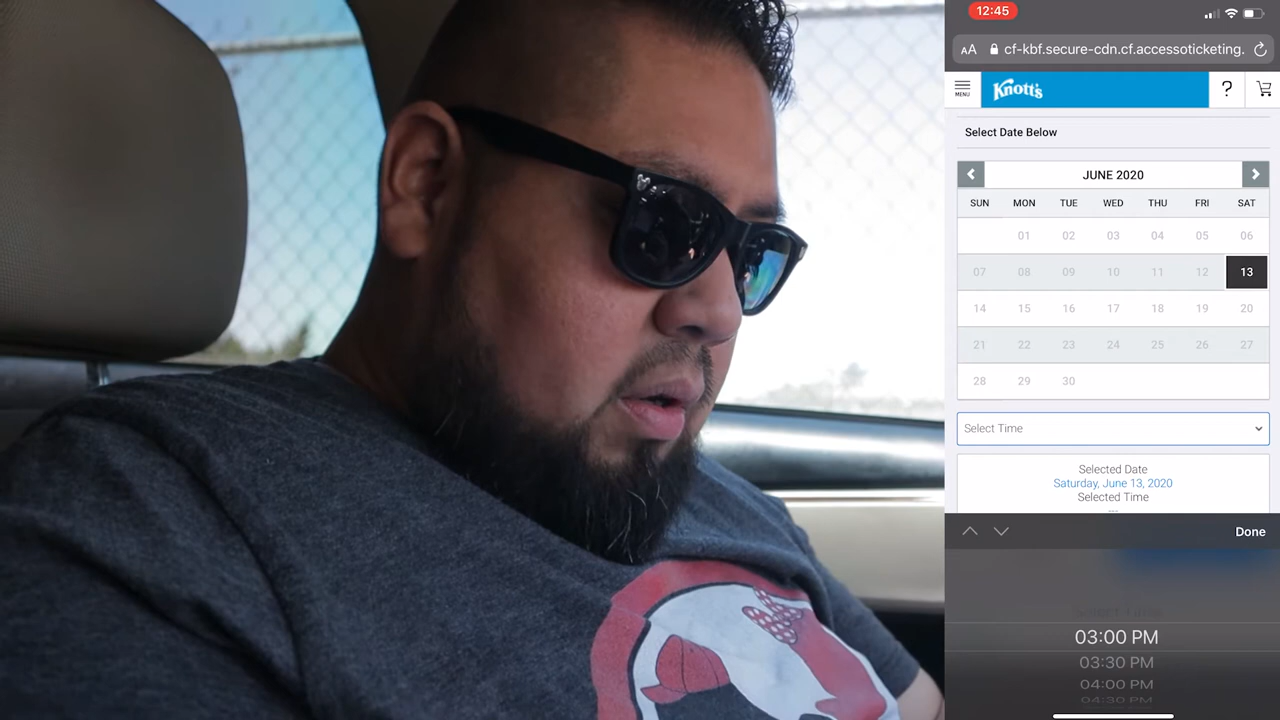 12:45
AA cf-kbf.secure-cdn.cf.accessoticketing.
MENU Knott's ?
Select Date Below
JUNE 2020
SUN MON TUE WED THU FRI SAT
01 02 03 04 05 06
07 08 09 10 11 12 13
14 15 16 17 18 19 20
21 22 23 24 25 26 27
28 29 30
Select Time
Selected Date
Saturday, June 13, 2020
Selected Time
---
Done
03:00 PM
03:30 PM
04:00 PM
04:30 PM